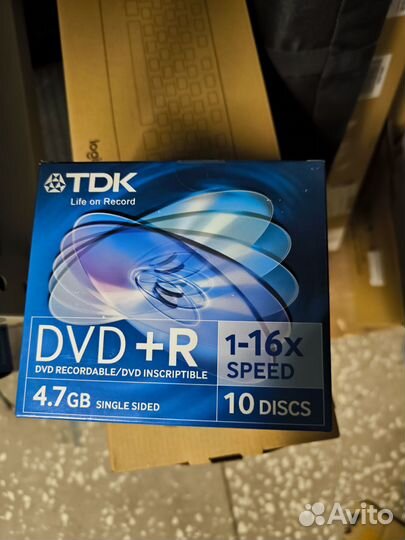 logi
TDK
Life on Record
DVD+R
DVD RECORDABLE/DVD INSCRIPTIBLE
4.7GB SINGLE SIDED
1-16x
SPEED
10 DISCS
Avito